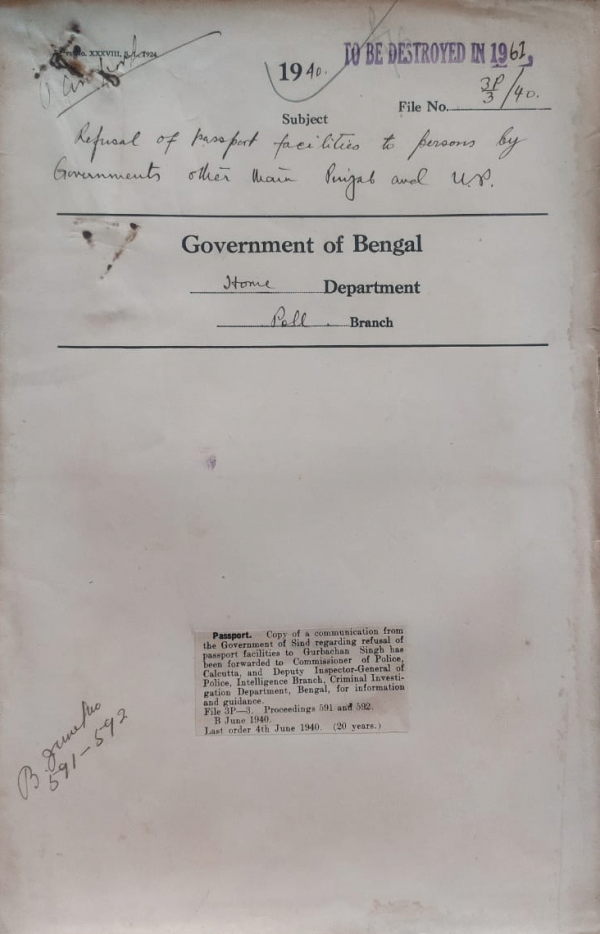 No. XXXVIII, 1924
TO BE DESTROYED IN 1961,
1940.
File No. 3P/3/40.
Subject
Refusal of passport facilities to persons by
Governments other than Punjab and U.P.
Government of Bengal
Home Department
Poll. Branch
Passport. Copy of a communication from
the Government of Sind regarding refusal of
passport facilities to Gurbachan Singh has
been forwarded to Commissioner of Police,
Calcutta, and Deputy Inspector-General of
Police, Intelligence Branch, Criminal Investi-
gation Department, Bengal, for information
and guidance.
File 3P—3. Proceedings 591 and 592.
B June 1940.
Last order 4th June 1940. (20 years.)
B. June/40
591-592